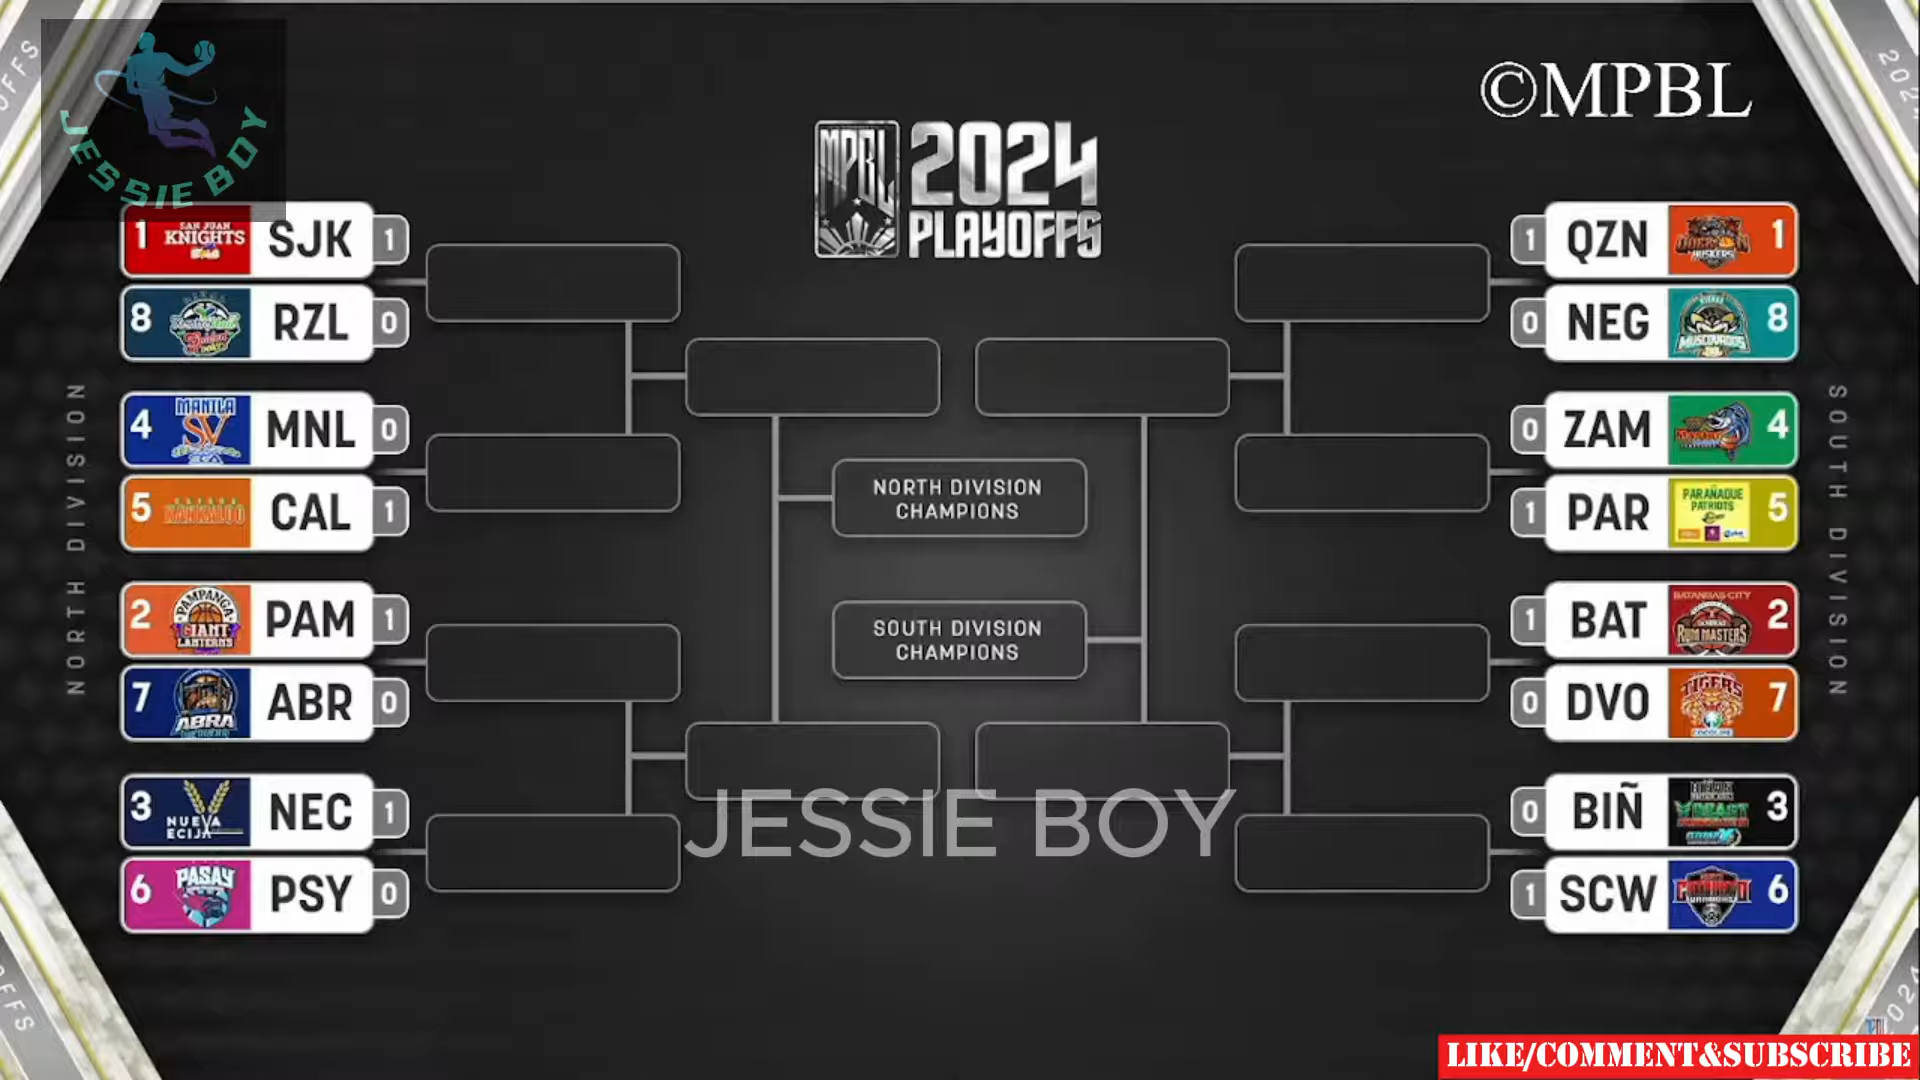 ©MPBL
JESSIE BOY
MPBL
2024
PLAYOFFS
NORTH DIVISION
1 SAN JUAN KNIGHTS SJK 1
8 RZL 0
4 MANILA SV MNL 0
5 KANKALOO CAL 1
2 PAMPANGA GIANT LANTERNS PAM 1
7 ABRA ABR 0
3 NUEVA ECIJA NEC 1
6 PASAY PSY 0
NORTH DIVISION
CHAMPIONS
SOUTH DIVISION
CHAMPIONS
1 QZN HUSKERS 1
0 NEG MUSCOVADOS 8
0 ZAM 4
1 PAR PARAÑAQUE PATRIOTS 5
1 BAT BATANGAS CITY RUM MASTERS 2
0 DVO TIGERS 7
0 BIÑ 3
1 SCW 6
SOUTH DIVISION
JESSIE BOY
LIKE/COMMENT&SUBSCRIBE